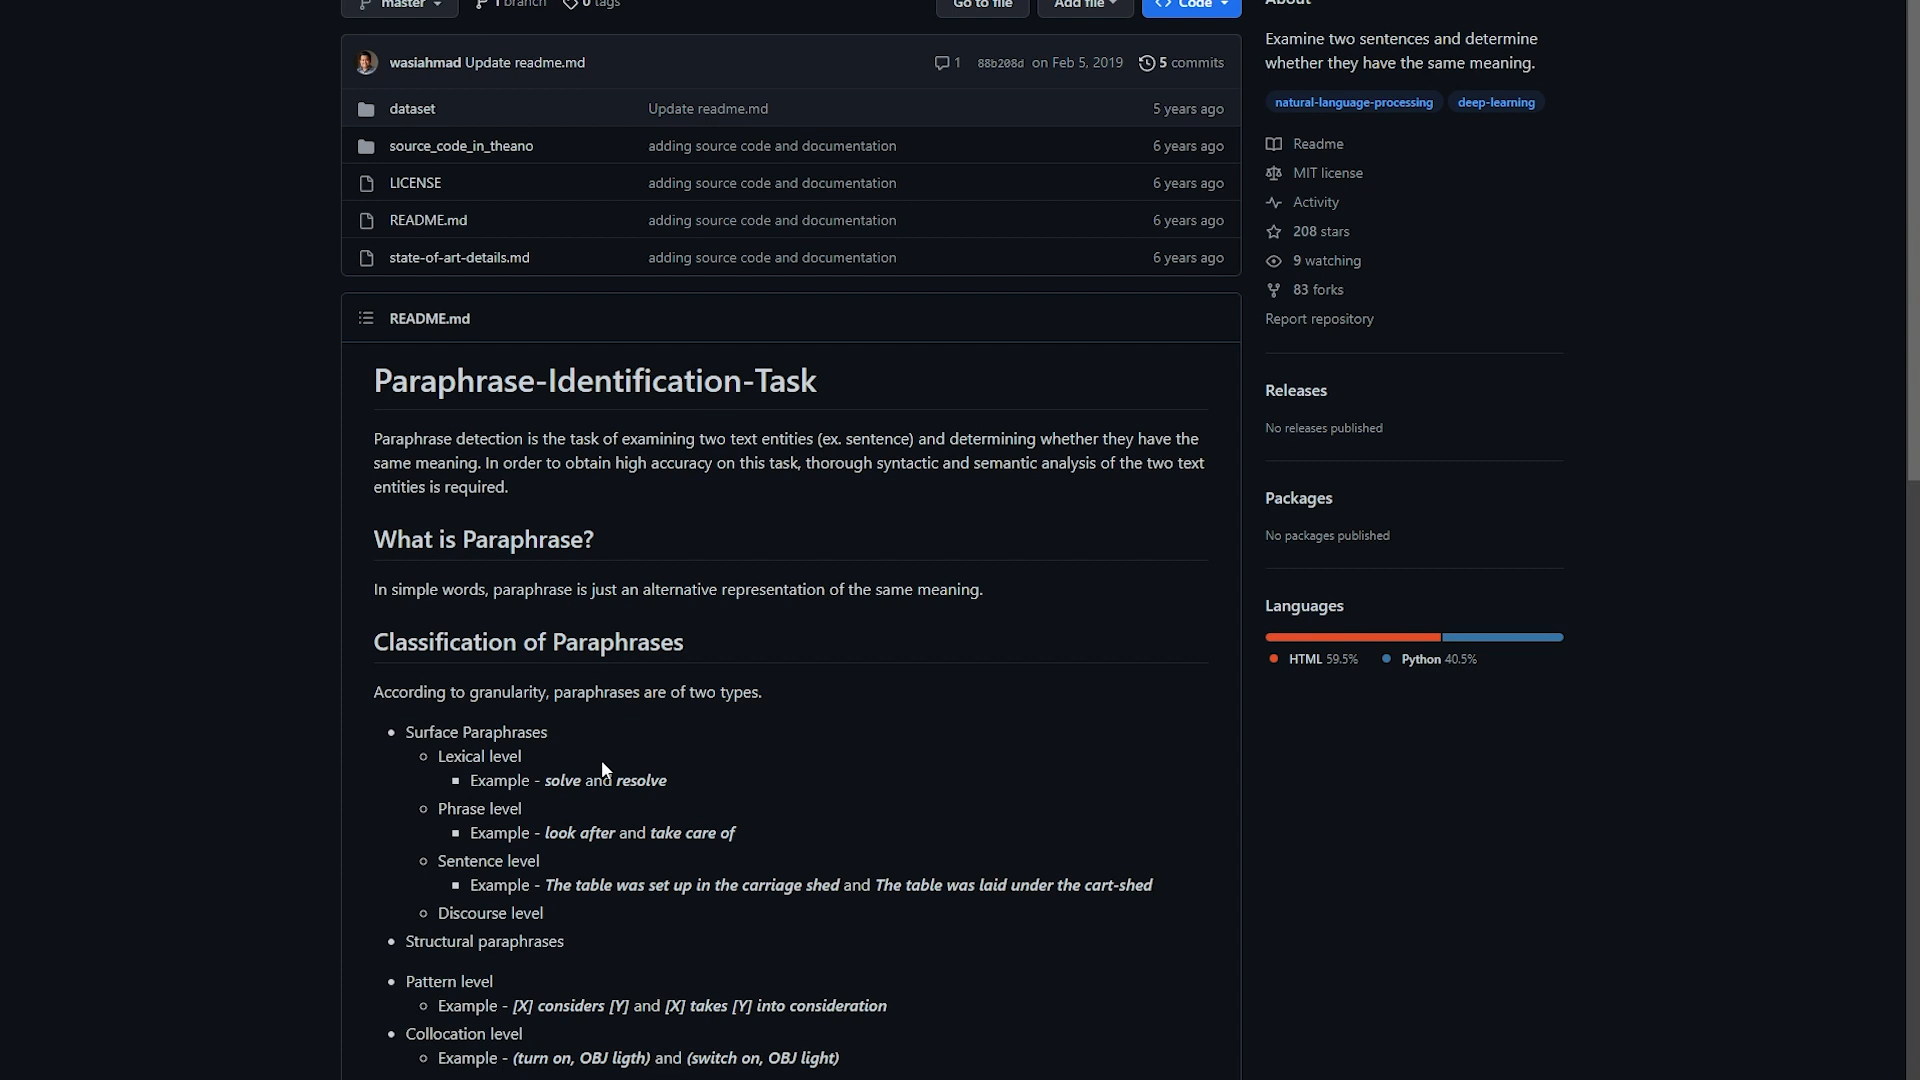 master 1 branch 0 tags Go to file Add file Code About
Examine two sentences and determine
whether they have the same meaning.
natural-language-processing deep-learning
Readme
MIT license
Activity
208 stars
9 watching
83 forks
Report repository
Releases
No releases published
Packages
No packages published
Languages
HTML 59.5% Python 40.5%
wasiahmad Update readme.md 1 88b208d on Feb 5, 2019 5 commits
dataset Update readme.md 5 years ago
source_code_in_theano adding source code and documentation 6 years ago
LICENSE adding source code and documentation 6 years ago
README.md adding source code and documentation 6 years ago
state-of-art-details.md adding source code and documentation 6 years ago
README.md
Paraphrase-Identification-Task
Paraphrase detection is the task of examining two text entities (ex. sentence) and determining whether they have the
same meaning. In order to obtain high accuracy on this task, thorough syntactic and semantic analysis of the two text
entities is required.
What is Paraphrase?
In simple words, paraphrase is just an alternative representation of the same meaning.
Classification of Paraphrases
According to granularity, paraphrases are of two types.
Surface Paraphrases
Lexical level
Example - solve and resolve
Phrase level
Example - look after and take care of
Sentence level
Example - The table was set up in the carriage shed and The table was laid under the cart-shed
Discourse level
Structural paraphrases
Pattern level
Example - [X] considers [Y] and [X] takes [Y] into consideration
Collocation level
Example - (turn on, OBJ ligth) and (switch on, OBJ light)